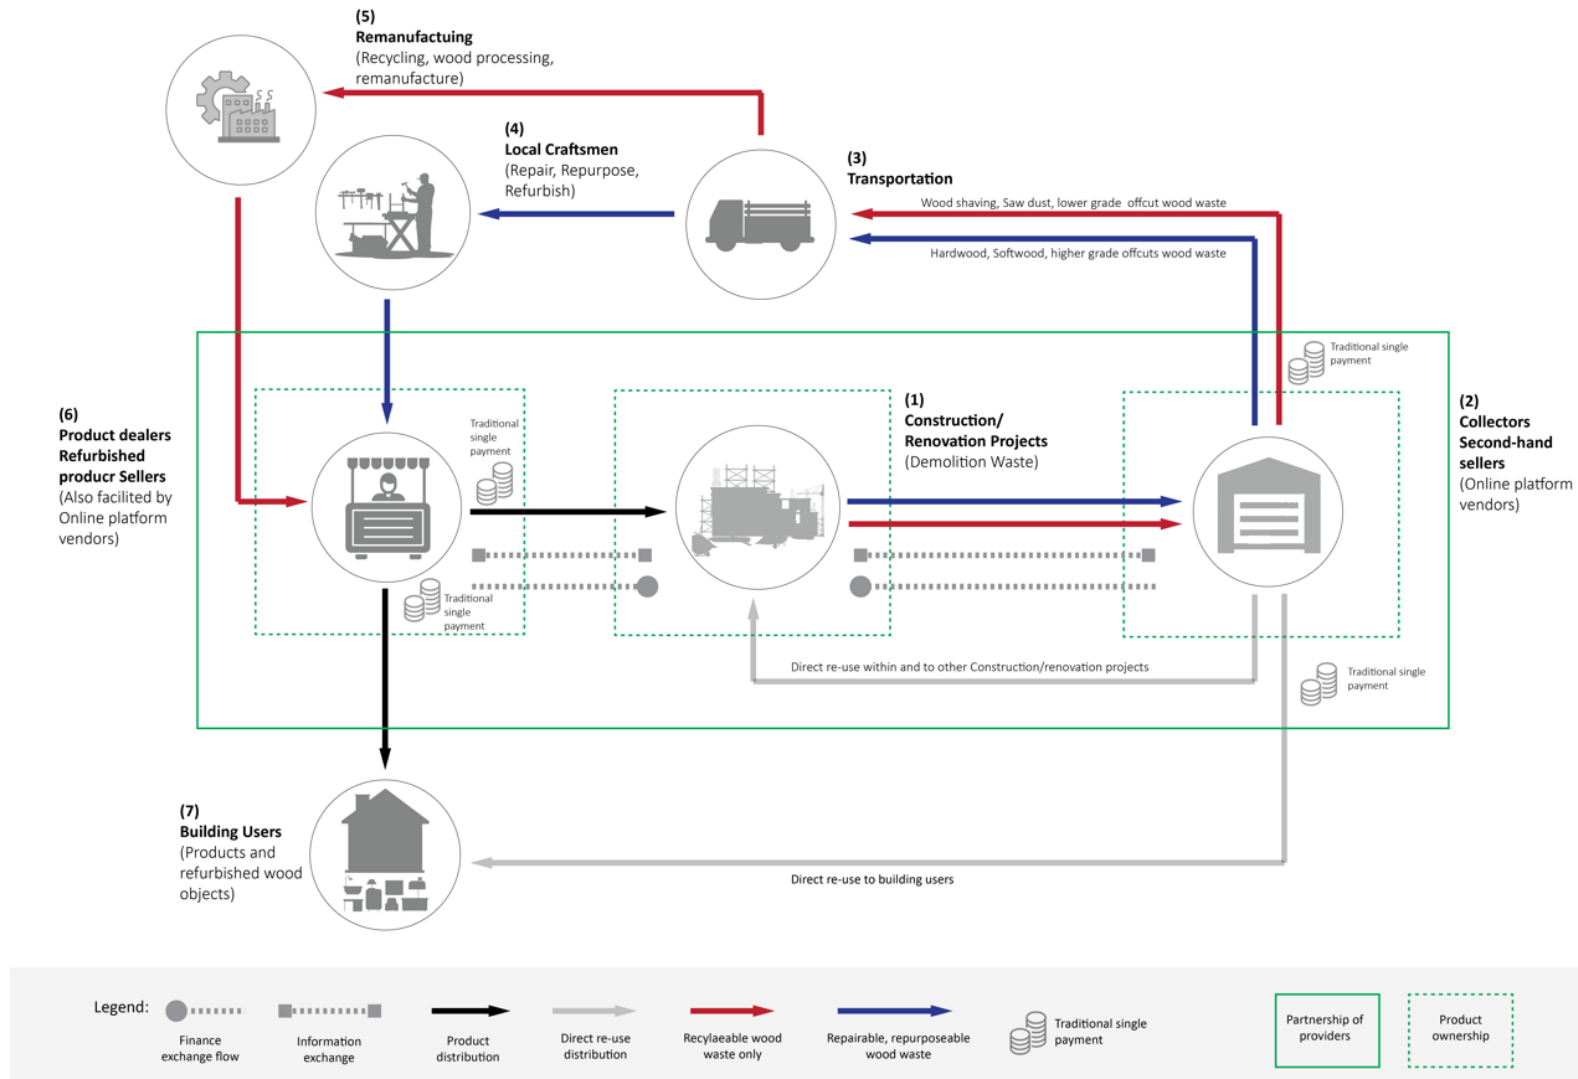 (5)
Remanufactuing
(Recycling, wood processing,
remanufacture)
(4)
Local Craftsmen
(Repair, Repurpose,
Refurbish)
(3)
Transportation
Wood shaving, Saw dust, lower grade offcut wood waste
Hardwood, Softwood, higher grade offcuts wood waste
Traditional single
payment
(6)
Product dealers
Refurbished
producr Sellers
(Also facilited by
Online platform
vendors)
Traditional
single
payment
(1)
Construction/
Renovation Projects
(Demolition Waste)
(2)
Collectors
Second-hand
sellers
(Online platform
vendors)
Traditional
single
payment
Direct re-use within and to other Construction/renovation projects
Traditional single
payment
(7)
Building Users
(Products and
refurbished wood
objects)
Direct re-use to building users
Legend:
Finance
exchange flow
Information
exchange
Product
distribution
Direct re-use
distribution
Recylaeable wood
waste only
Repairable, repurposeable
wood waste
Traditional single
payment
Partnership of
providers
Product
ownership